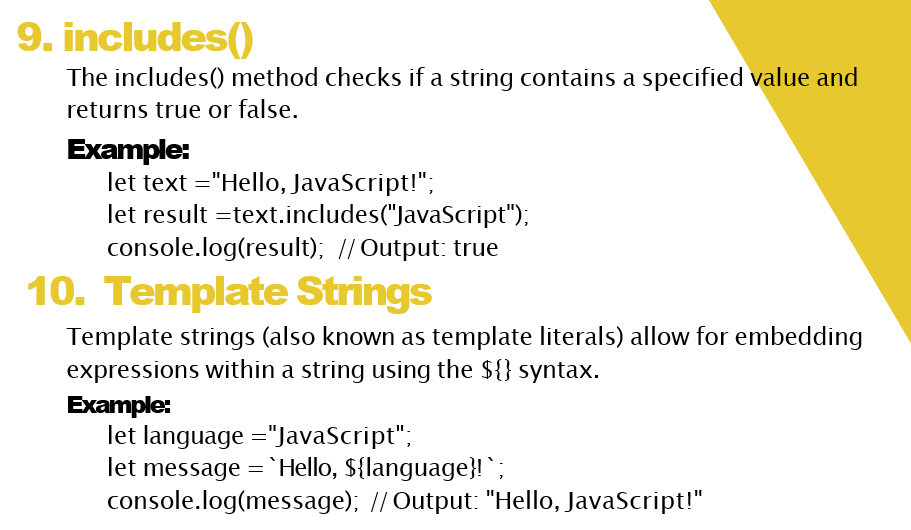 9. includes()
The includes() method checks if a string contains a specified value and
returns true or false.
Example:
let text ="Hello, JavaScript!";
let result =text.includes("JavaScript");
console.log(result);  // Output: true
10.  Template Strings
Template strings (also known as template literals) allow for embedding
expressions within a string using the ${} syntax.
Example:
let language ="JavaScript";
let message = `Hello, ${language}!`;
console.log(message);  // Output: "Hello, JavaScript!"